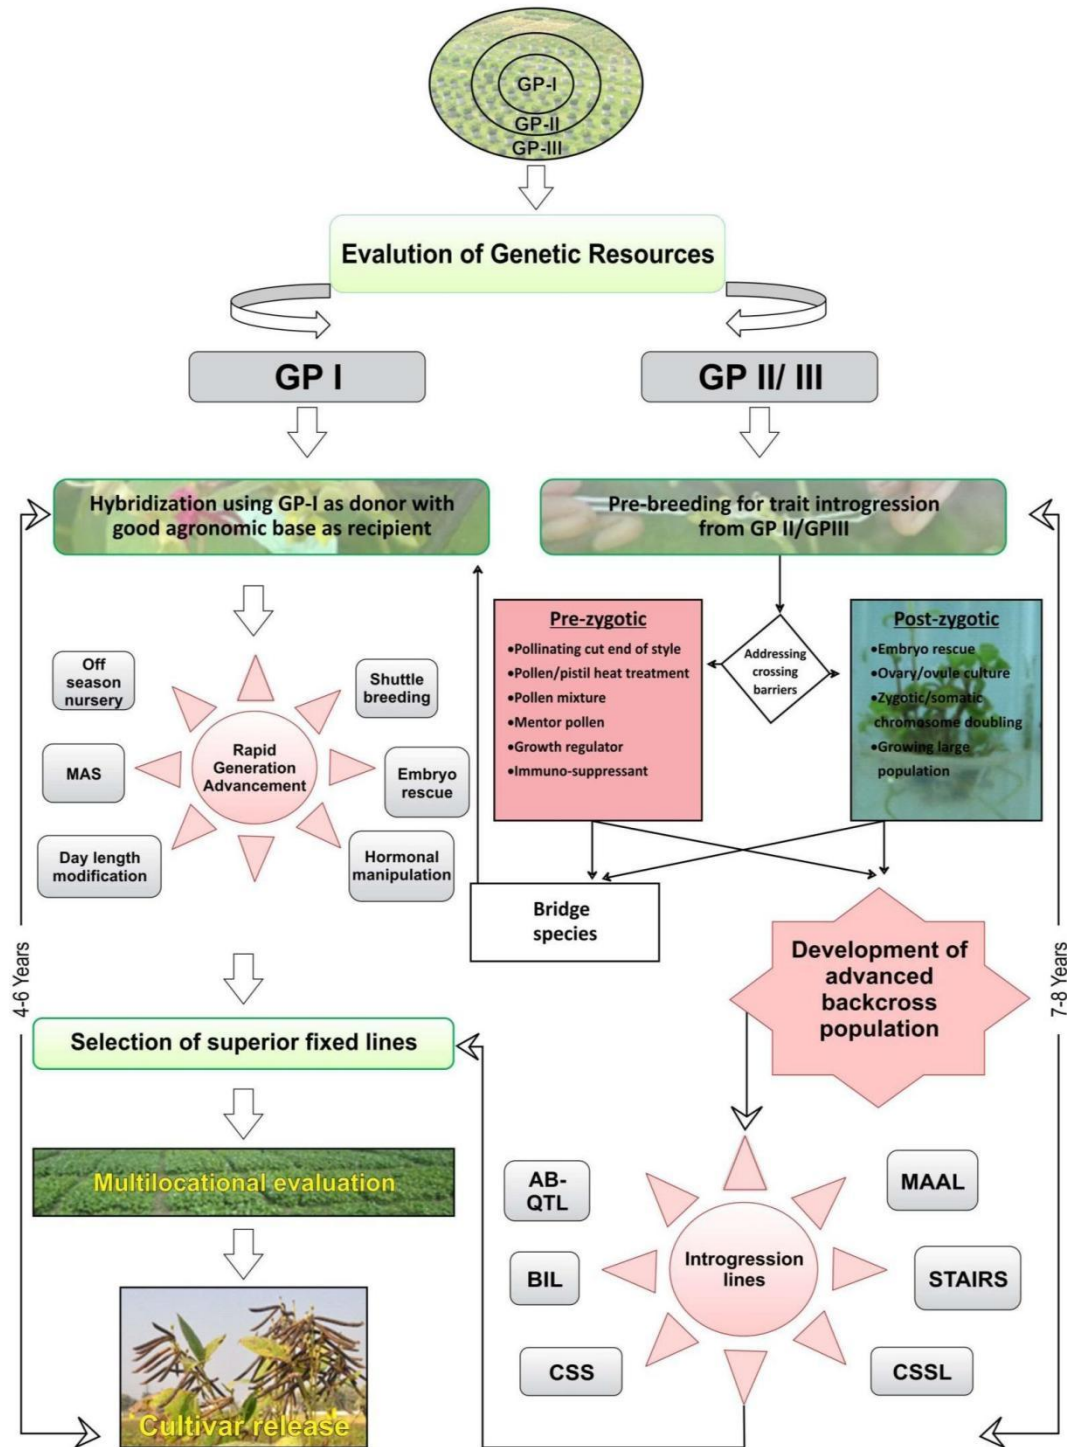 GP-I
GP-II
GP-III
Evalution of Genetic Resources
GP I
GP II/ III
Hybridization using GP-I as donor with
good agronomic base as recipient
Pre-breeding for trait introgression
from GP II/GPIII
Off
season
nursery
Shuttle
breeding
MAS
Rapid
Generation
Advancement
Embryo
rescue
Day length
modification
Hormonal
manipulation
Pre-zygotic
•Pollinating cut end of style
•Pollen/pistil heat treatment
•Pollen mixture
•Mentor pollen
•Growth regulator
•Immuno-suppressant
Addressing
crossing
barriers
Post-zygotic
•Embryo rescue
•Ovary/ovule culture
•Zygotic/somatic
chromosome doubling
•Growing large
population
Bridge
species
Development of
advanced
backcross
population
4-6 Years
7-8 Years
Selection of superior fixed lines
Multilocational evaluation
Cultivar release
AB-
QTL
MAAL
BIL
Introgression
lines
STAIRS
CSS
CSSL